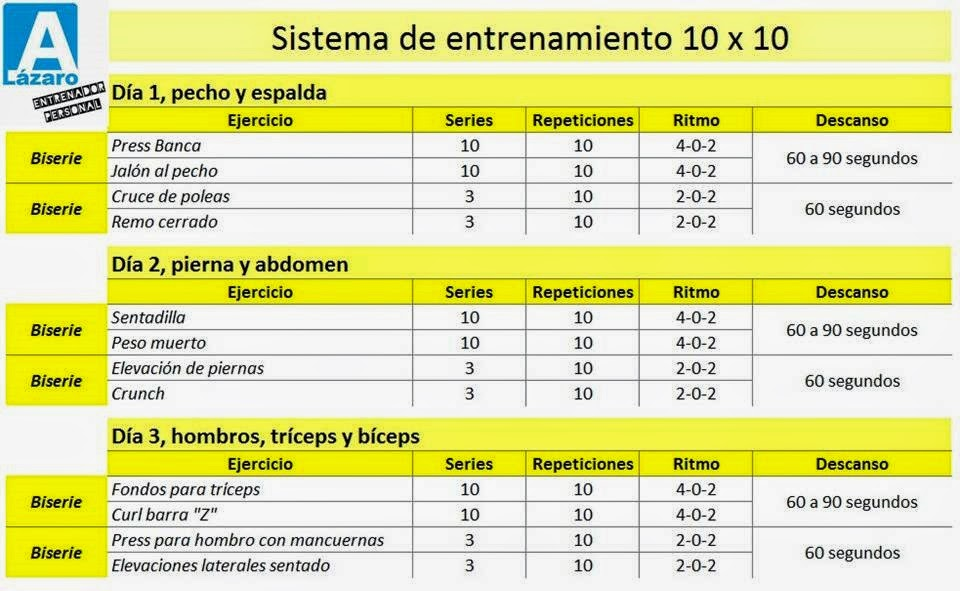 A
Lázaro
ENTRENADOR
PERSONAL
Sistema de entrenamiento 10 x 10
Día 1, pecho y espalda
Ejercicio Series Repeticiones Ritmo Descanso
Biserie
Press Banca 10 10 4-0-2
Jalón al pecho 10 10 4-0-2
60 a 90 segundos
Biserie
Cruce de poleas 3 10 2-0-2
Remo cerrado 3 10 2-0-2
60 segundos
Día 2, pierna y abdomen
Ejercicio Series Repeticiones Ritmo Descanso
Biserie
Sentadilla 10 10 4-0-2
Peso muerto 10 10 4-0-2
60 a 90 segundos
Biserie
Elevación de piernas 3 10 2-0-2
Crunch 3 10 2-0-2
60 segundos
Día 3, hombros, tríceps y bíceps
Ejercicio Series Repeticiones Ritmo Descanso
Biserie
Fondos para tríceps 10 10 4-0-2
Curl barra "Z" 10 10 4-0-2
60 a 90 segundos
Biserie
Press para hombro con mancuernas 3 10 2-0-2
Elevaciones laterales sentado 3 10 2-0-2
60 segundos